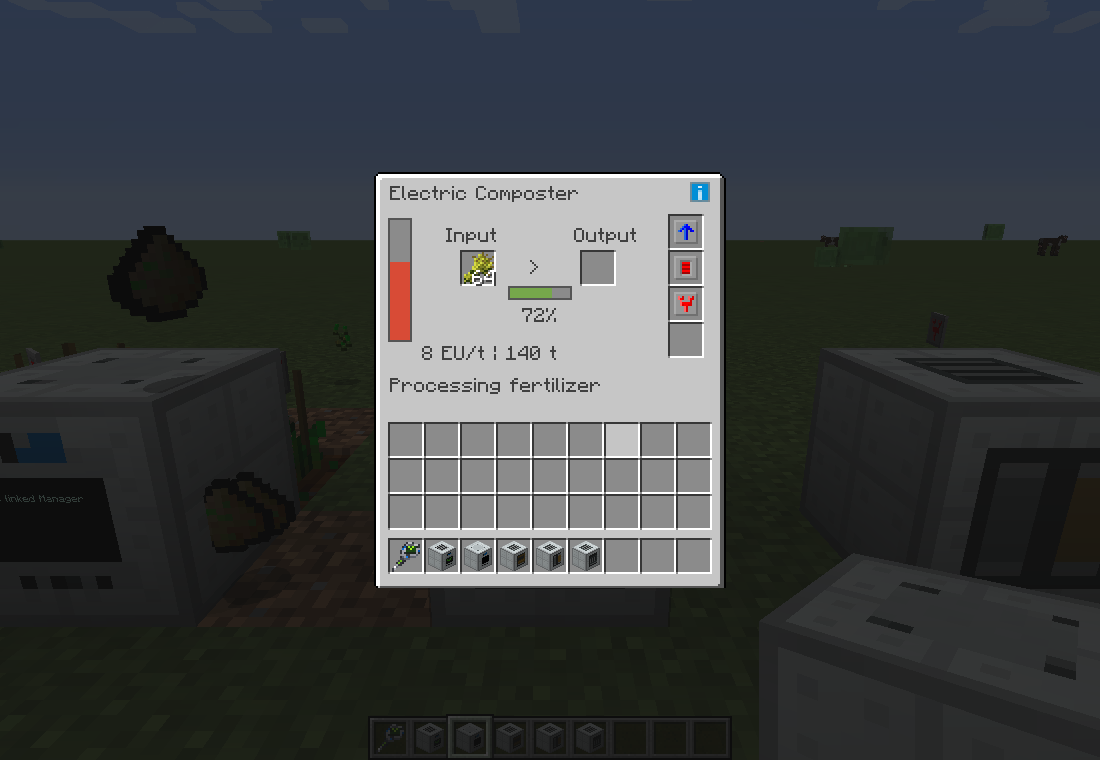 Electric Composter
i
Input
Output
>
64
72%
8 EU/t ¦ 140 t
Processing fertilizer
linked Manager